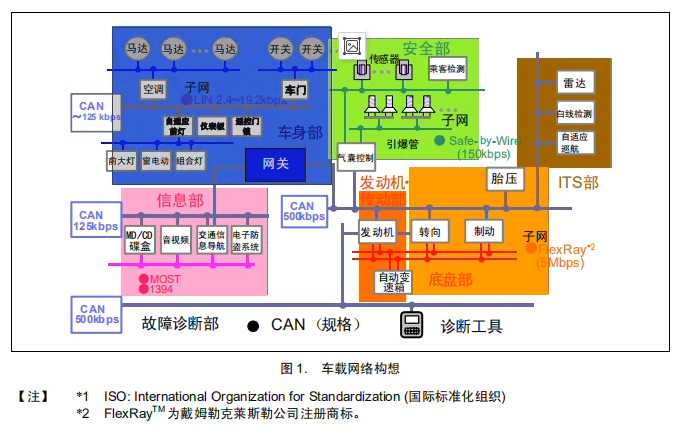 马达
马达
马达
开关
开关
空调
子网
LIN 2.4~19.2kbps
车门
CAN
~125 kbps
自适应
前灯
仪表板
遥控门
锁
车身部
前大灯
窗电动
组合灯
网关
安全部
传感器
乘客检测
子网
引爆管
Safe-by-Wire
(150kbps)
气囊控制
雷达
白线检测
自适应
巡航
ITS部
信息部
CAN
125kbps
MD/CD
碟盒
音视频
交通信
息导航
电子防
盗系统
MOST
1394
CAN
500kbps
发动机·
传动部
胎压
发动机
转向
制动
子网
FlexRay*2
(5Mbps)
自动变
速箱
底盘部
CAN
500kbps
故障诊断部
CAN（规格）
诊断工具
图 1. 车载网络构想
【注】 *1 ISO: International Organization for Standardization (国际标准化组织)
*2 FlexRayTM 为戴姆勒克莱斯勒公司注册商标。